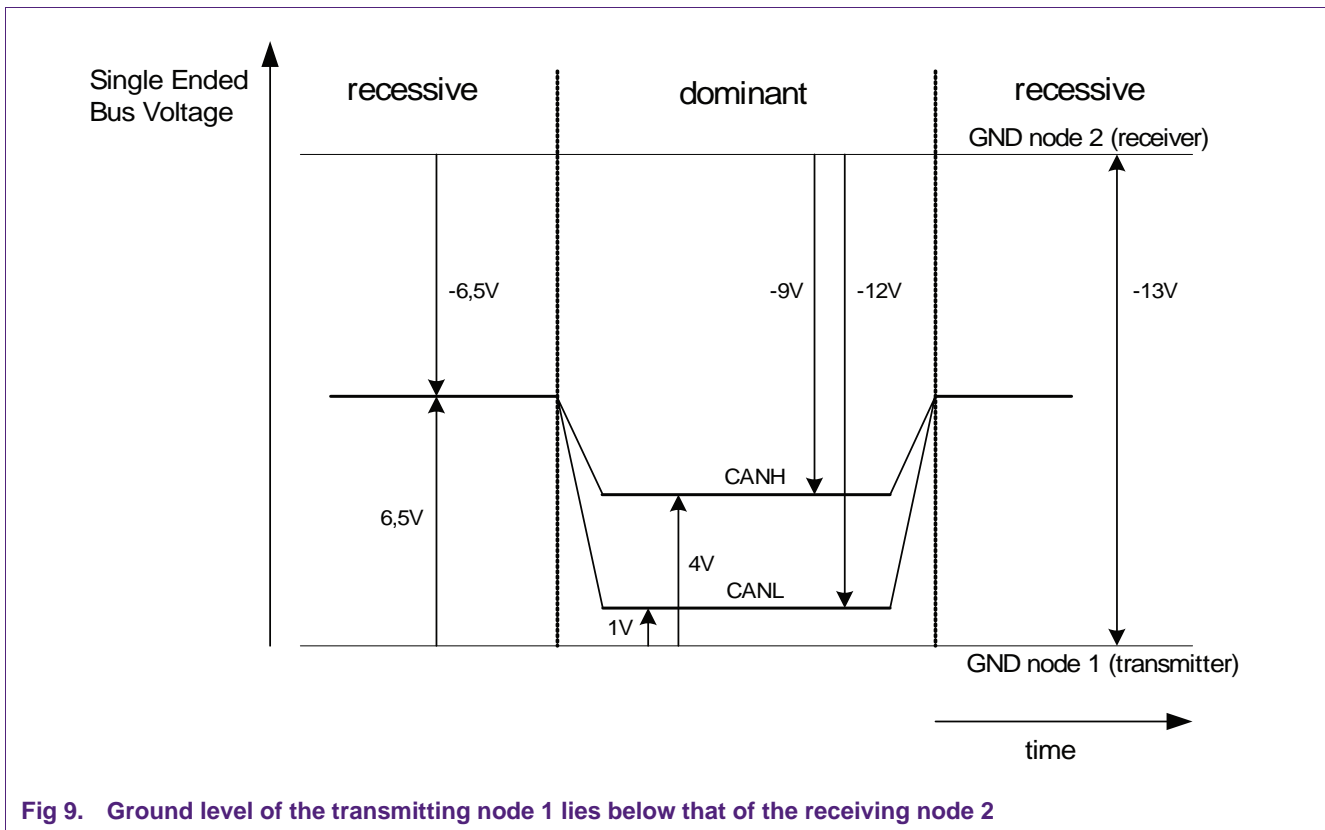 Single Ended
Bus Voltage
recessive
dominant
recessive
GND node 2 (receiver)
-6,5V
-9V
-12V
-13V
CANH
6,5V
4V
CANL
1V
GND node 1 (transmitter)
time
Fig 9. Ground level of the transmitting node 1 lies below that of the receiving node 2